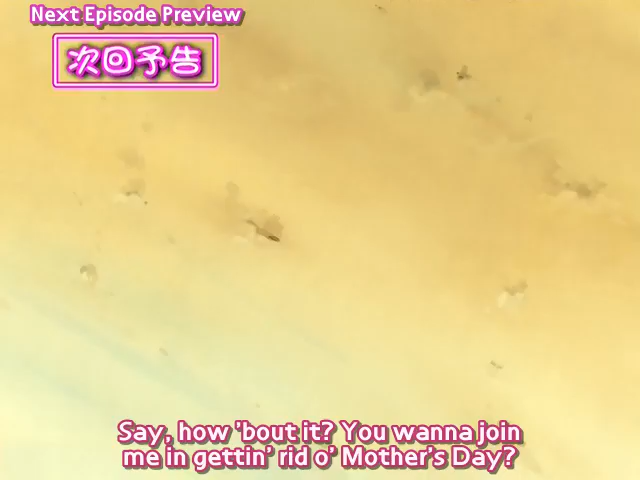 Next Episode Preview
次回予告
Say, how 'bout it? You wanna join
me in gettin' rid o' Mother's Day?